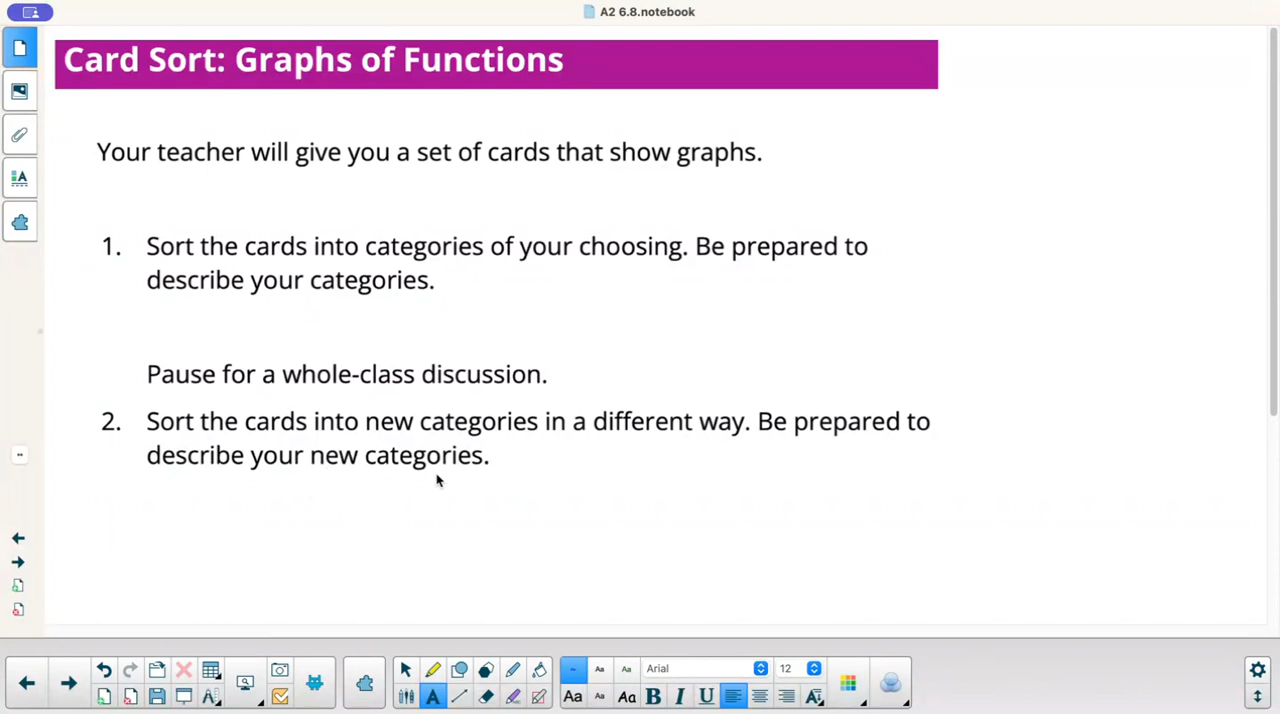 A2 6.8.notebook
Card Sort: Graphs of Functions
Your teacher will give you a set of cards that show graphs.
1. Sort the cards into categories of your choosing. Be prepared to
describe your categories.
Pause for a whole-class discussion.
2. Sort the cards into new categories in a different way. Be prepared to
describe your new categories.
Aa Aa Arial 12
Aa Aa Aa B I U